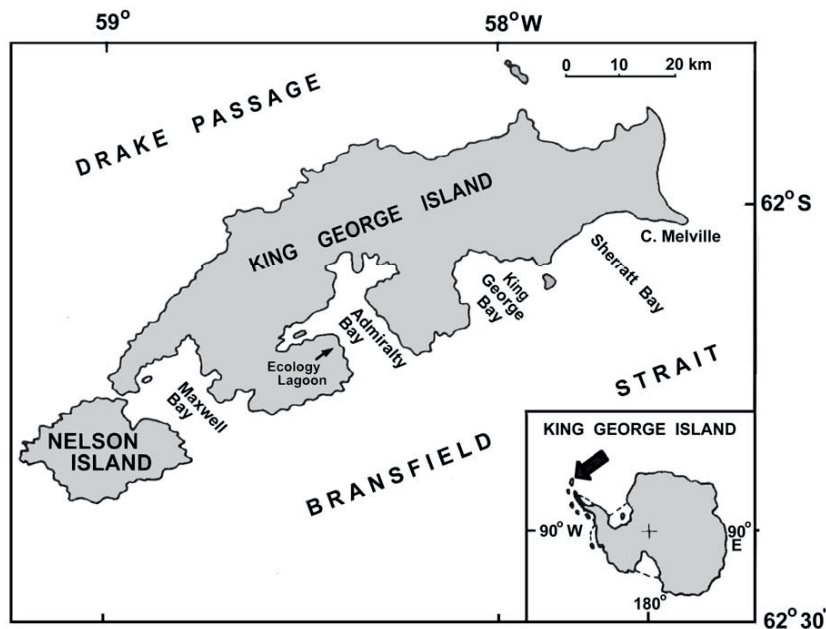 59°
58°W
0 10 20 km
DRAKE PASSAGE
62°S
KING GEORGE ISLAND
C. Melville
Sherratt Bay
King
George
Bay
Admiralty
Bay
Ecology
Lagoon
Maxwell
Bay
STRAIT
BRANSFIELD
NELSON
ISLAND
KING GEORGE ISLAND
90°W
90°
E
180°
62°30'